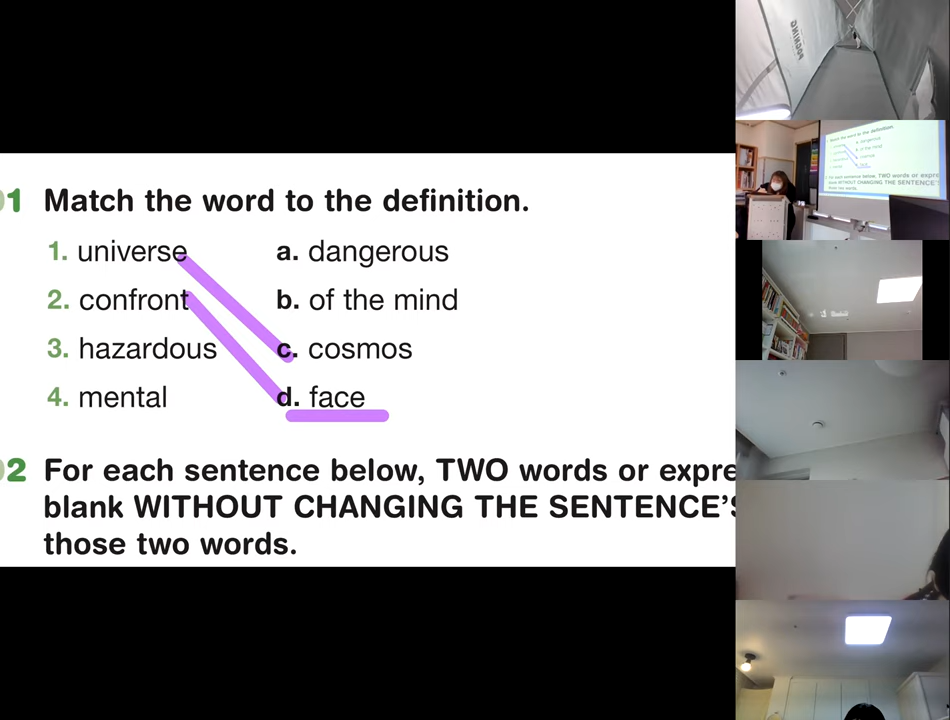 01 Match the word to the definition.
1. universe a. dangerous
2. confront b. of the mind
3. hazardous c. cosmos
4. mental d. face
02 For each sentence below, TWO words or expre
blank WITHOUT CHANGING THE SENTENCE'S
those two words.